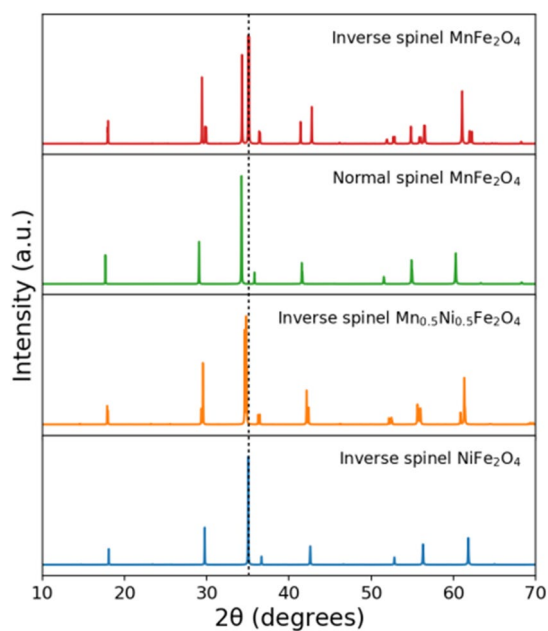 Inverse spinel MnFe₂O₄
Normal spinel MnFe₂O₄
Inverse spinel Mn₀.₅Ni₀.₅Fe₂O₄
Inverse spinel NiFe₂O₄
Intensity (a.u.)
10 20 30 40 50 60 70
2θ (degrees)